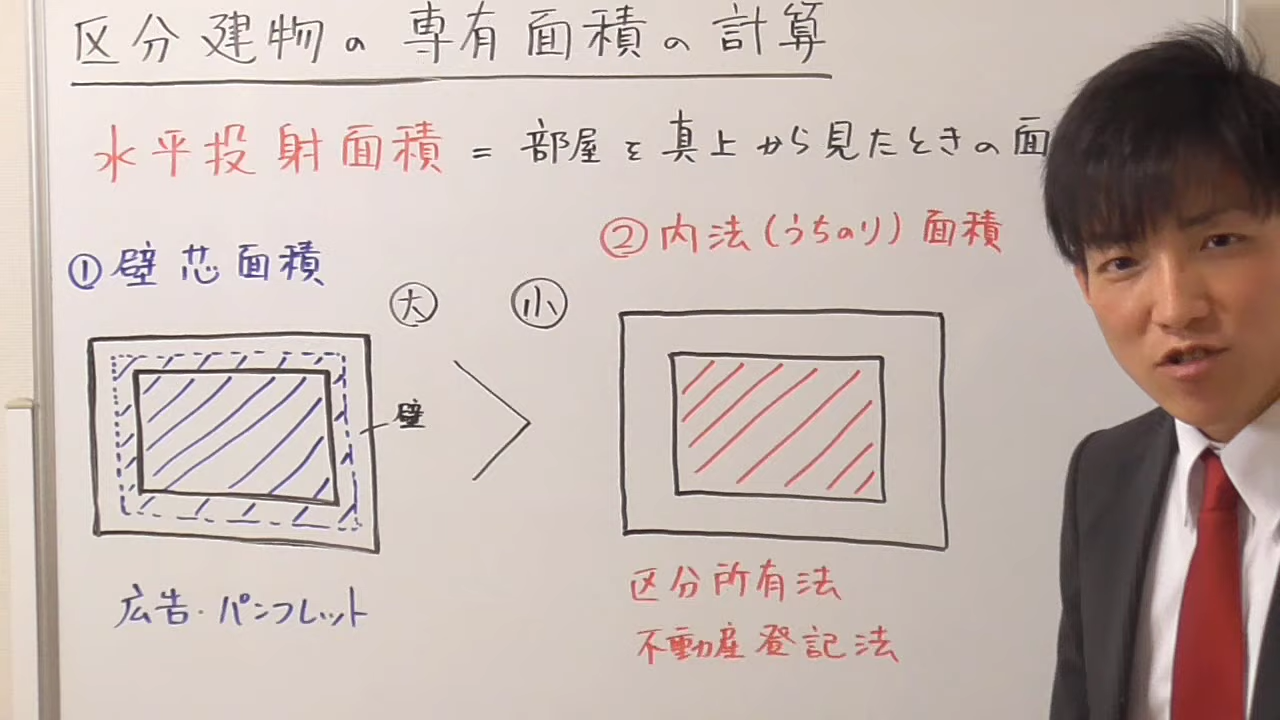 区分建物の専有面積の計算
水平投射面積 = 部屋を真上から見たときの面
①壁芯面積
大
小
②内法(うちのり)面積
壁
広告・パンフレット
区分所有法
不動産登記法